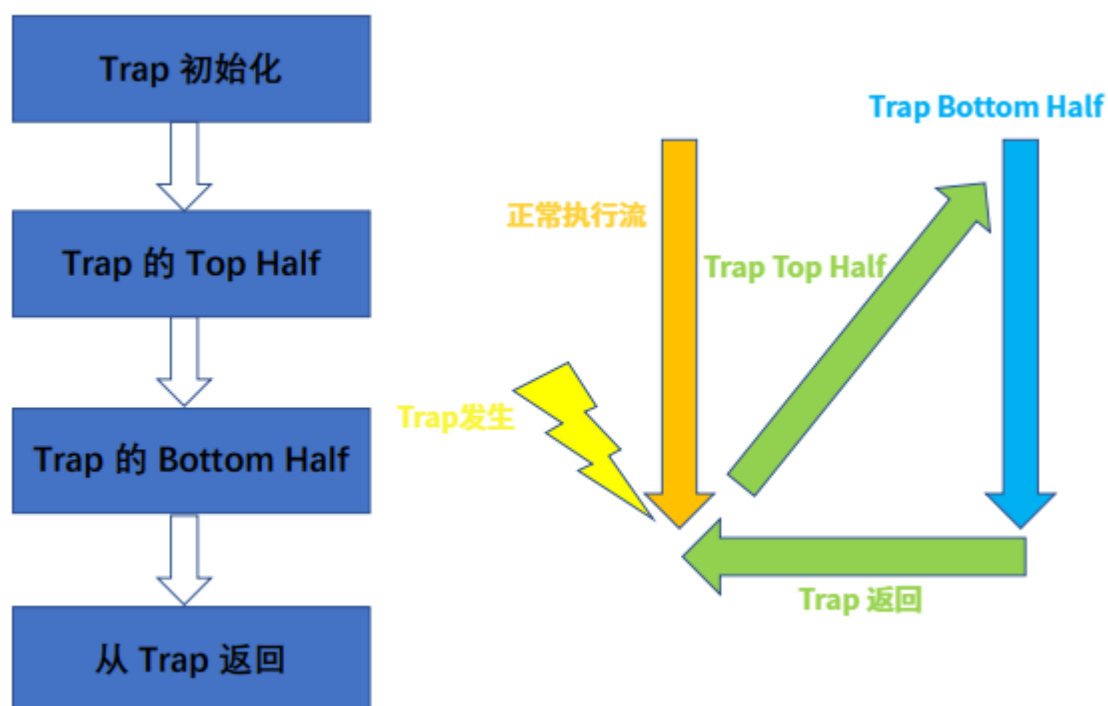 Trap 初始化
Trap 的 Top Half
Trap 的 Bottom Half
从 Trap 返回
Trap Bottom Half
正常执行流
Trap Top Half
Trap发生
Trap 返回